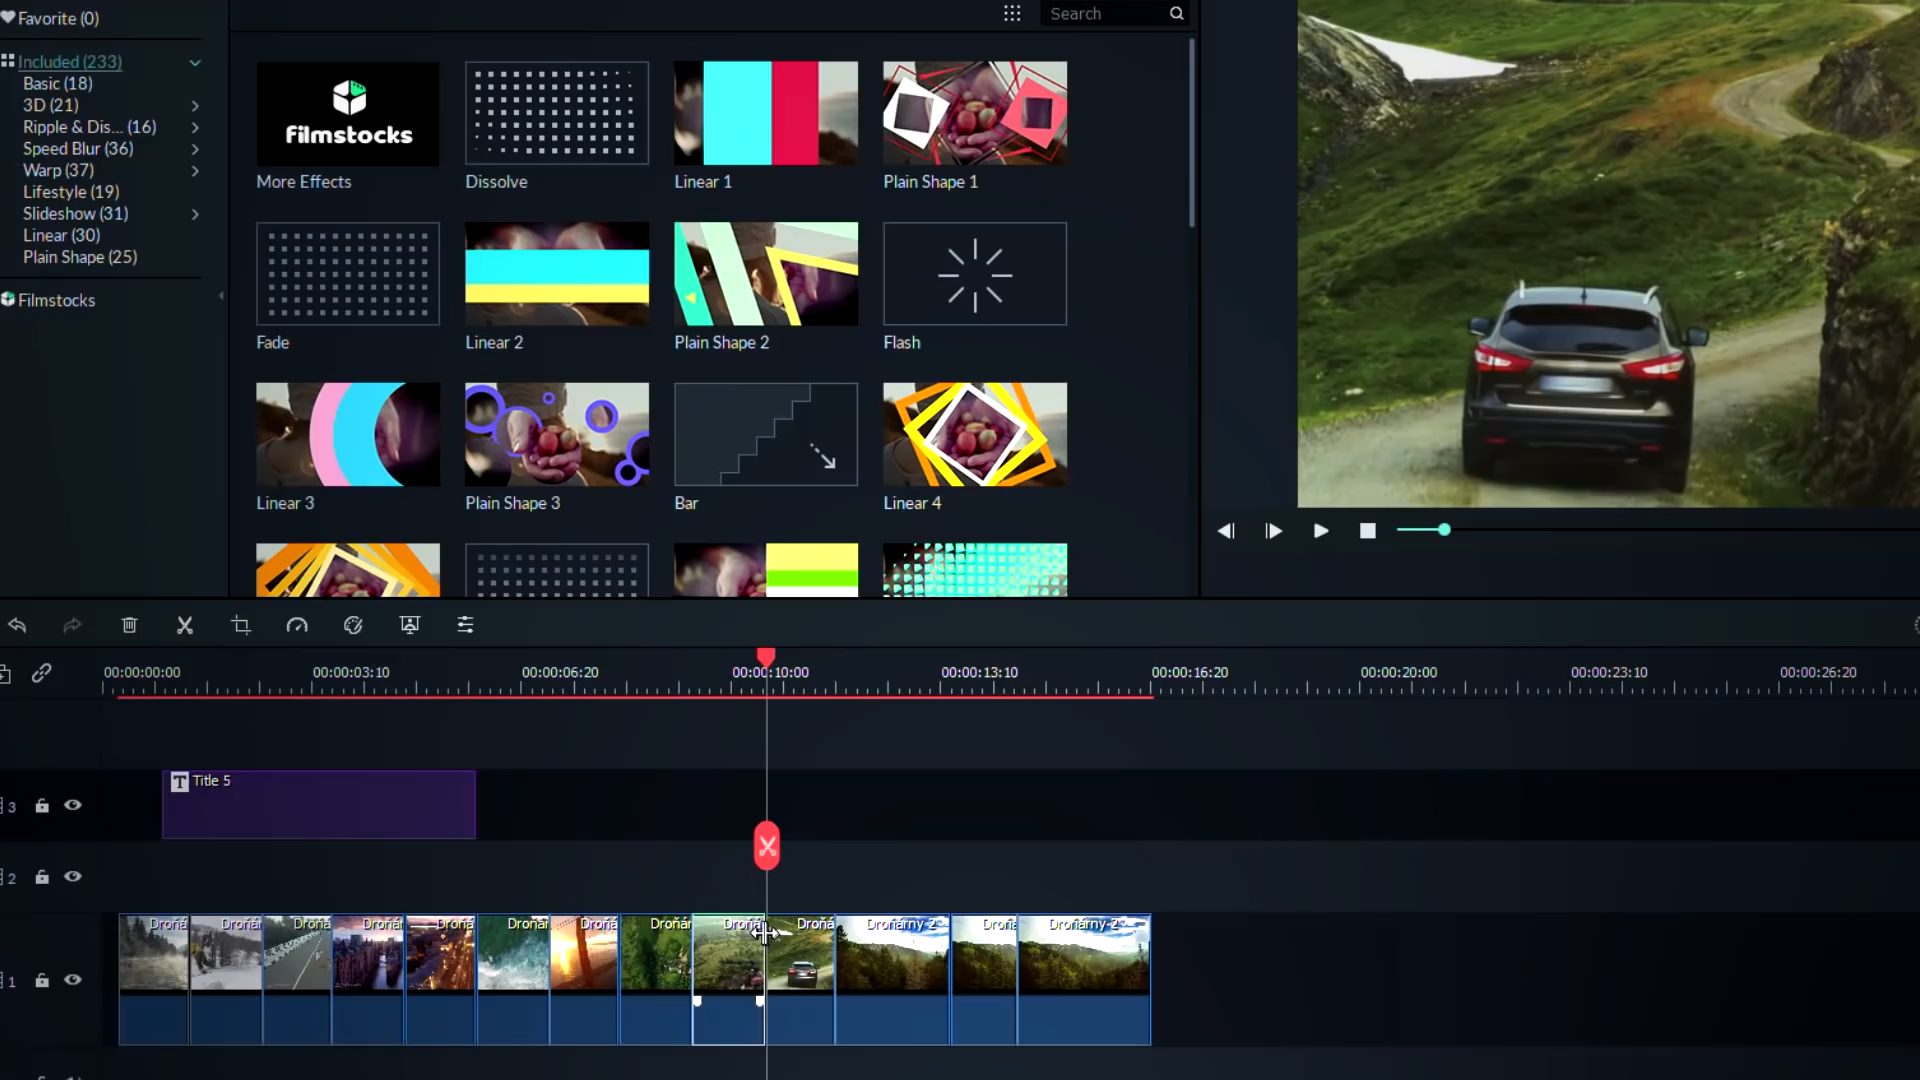 Favorite (0)
Included (233)
Basic (18)
3D (21)
Ripple & Dis... (16)
Speed Blur (36)
Warp (37)
Lifestyle (19)
Slideshow (31)
Linear (30)
Plain Shape (25)
Filmstocks
Search
filmstocks
More Effects
Dissolve
Linear 1
Plain Shape 1
Fade
Linear 2
Plain Shape 2
Flash
Linear 3
Plain Shape 3
Bar
Linear 4
00:00:00:00 00:00:03:10 00:00:06:20 00:00:10:00 00:00:13:10 00:00:16:20 00:00:20:00 00:00:23:10 00:00:26:20
T Title 5
3
2
Droňárny-2 Droňárny-2
1